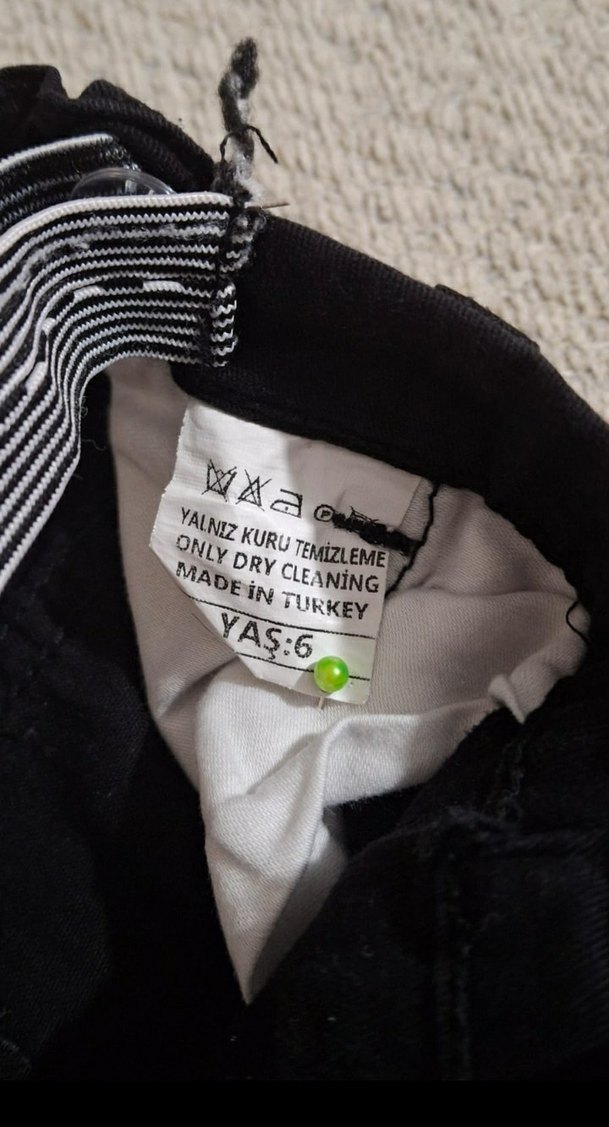 P
YALNIZ KURU TEMİZLEME
ONLY DRY CLEANİNG
MADE İN TURKEY
YAŞ:6